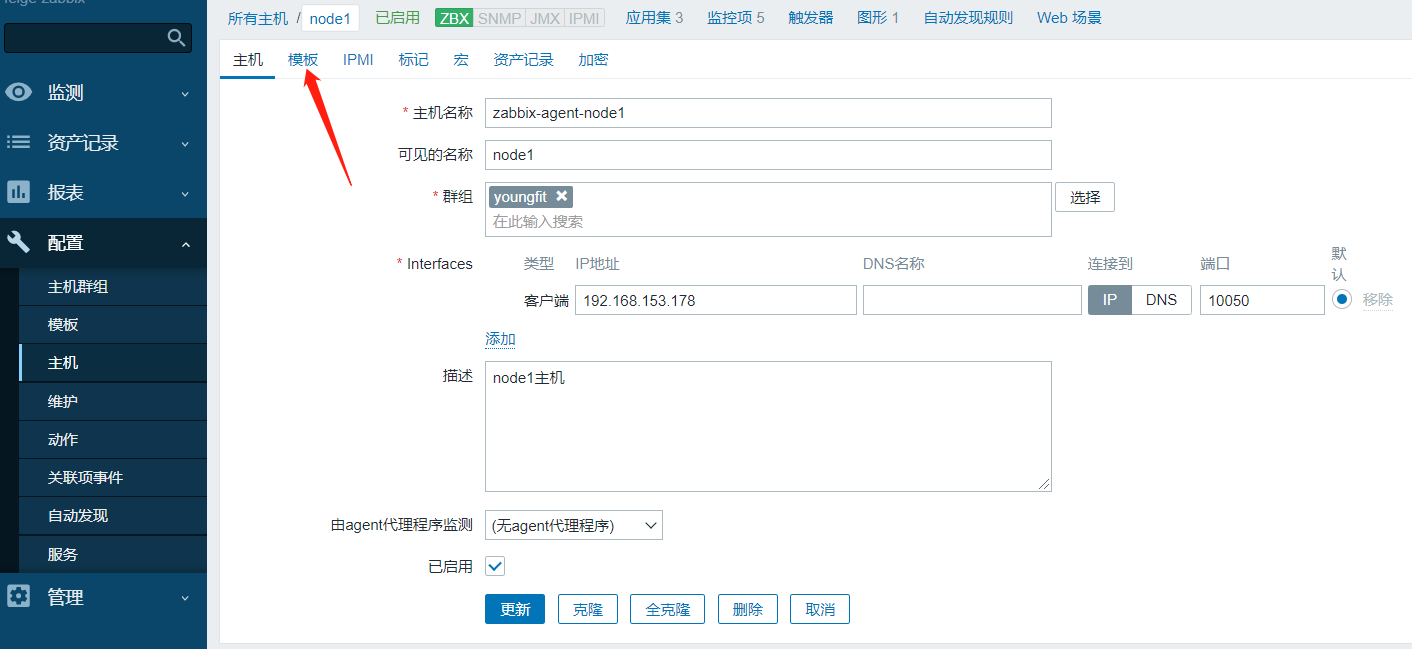 feige-zabbix
所有主机 / node1 已启用 ZBX SNMP JMX IPMI 应用集 3 监控项 5 触发器 图形 1 自动发现规则 Web 场景
主机 模板 IPMI 标记 宏 资产记录 加密
监测
资产记录
报表
配置
主机群组
模板
主机
维护
动作
关联项事件
自动发现
服务
管理
* 主机名称 zabbix-agent-node1
可见的名称 node1
* 群组 youngfit
在此输入搜索
选择
* Interfaces 类型 IP地址 DNS名称 连接到 端口 默认
客户端 192.168.153.178 IP DNS 10050 移除
添加
描述 node1主机
由agent代理程序监测 (无agent代理程序)
已启用
更新 克隆 全克隆 删除 取消